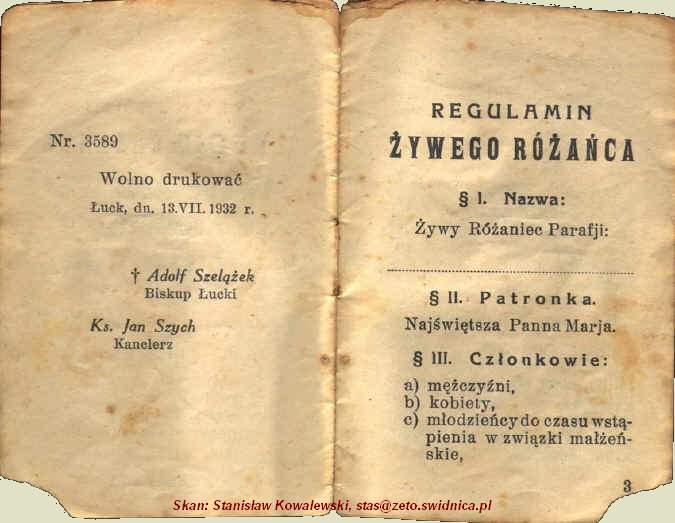 Nr. 3589
Wolno drukować
Łuck, dn. 13.VII. 1932 r.
† Adolf Szelążek
Biskup Łucki
Ks. Jan Szych
Kanclerz
REGULAMIN
ŻYWEGO RÓŻAŃCA
§ I. Nazwa:
Żywy Różaniec Parafji:
§ II. Patronka.
Najświętsza Panna Marja.
§ III. Członkowie:
a) mężczyźni,
b) kobiety,
c) młodzieńcy do czasu wstą-
pienia w związki małżeń-
skie,
3
Skan: Stanisław Kowalewski, stas@zeto.swidnica.pl